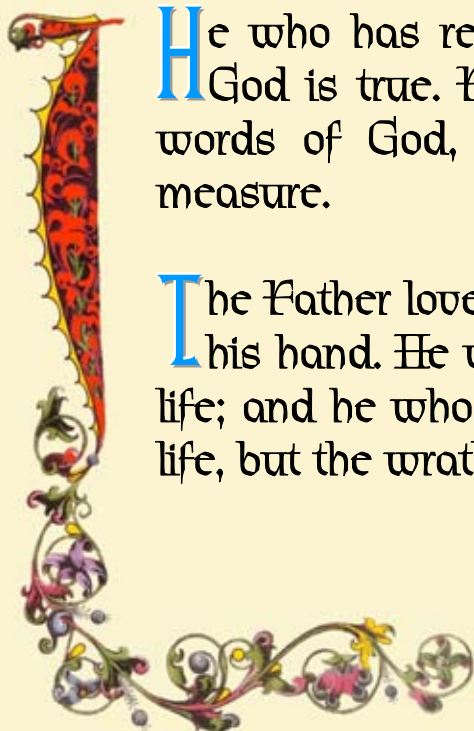 He who has re
God is true.
words of God,
measure.
The Father love
his hand. He
life; and he who
life, but the wrat